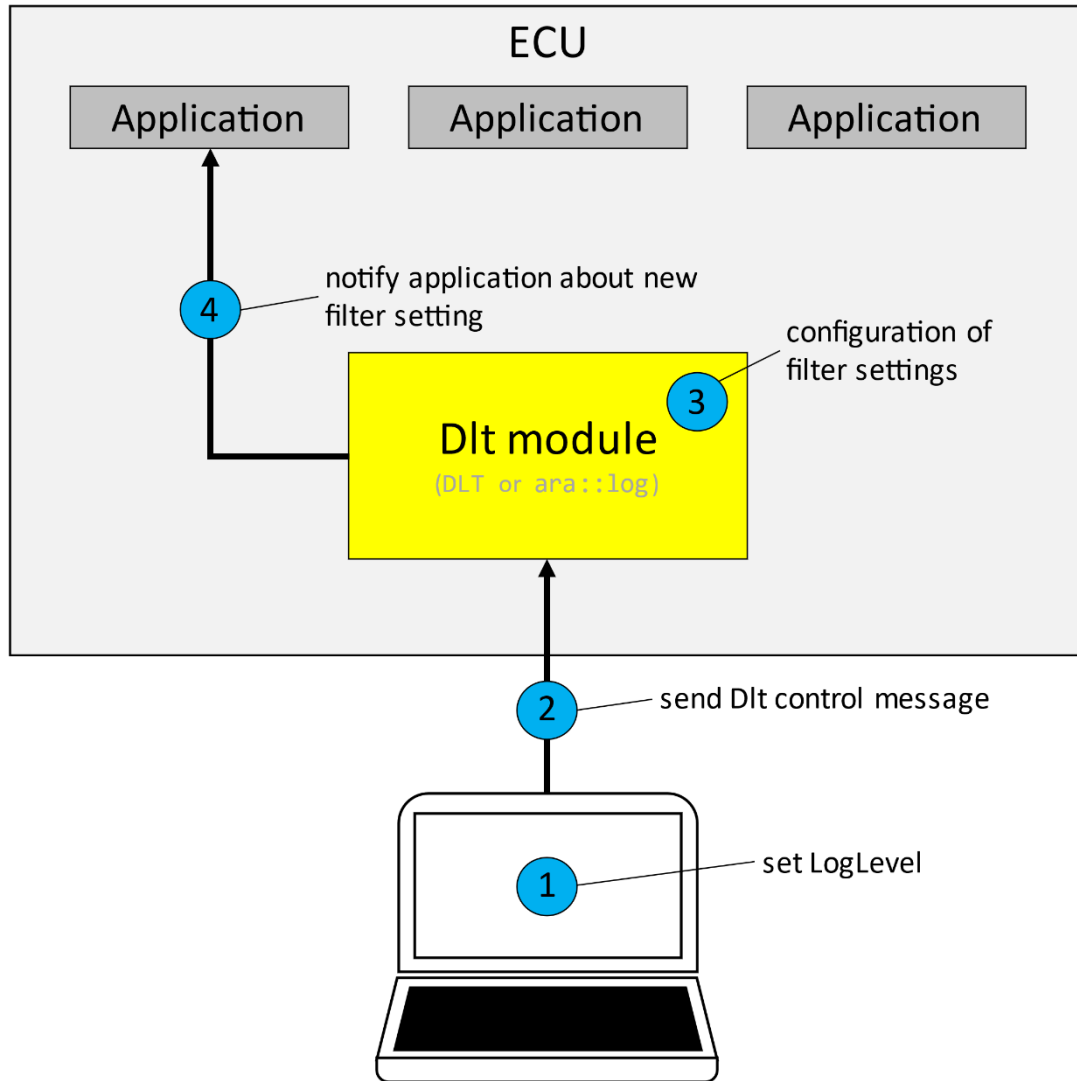 ECU
Application
Application
Application
4
notify application about new
filter setting
configuration of
filter settings
3
Dlt module
(DLT or ara::log)
2
send Dlt control message
1
set LogLevel